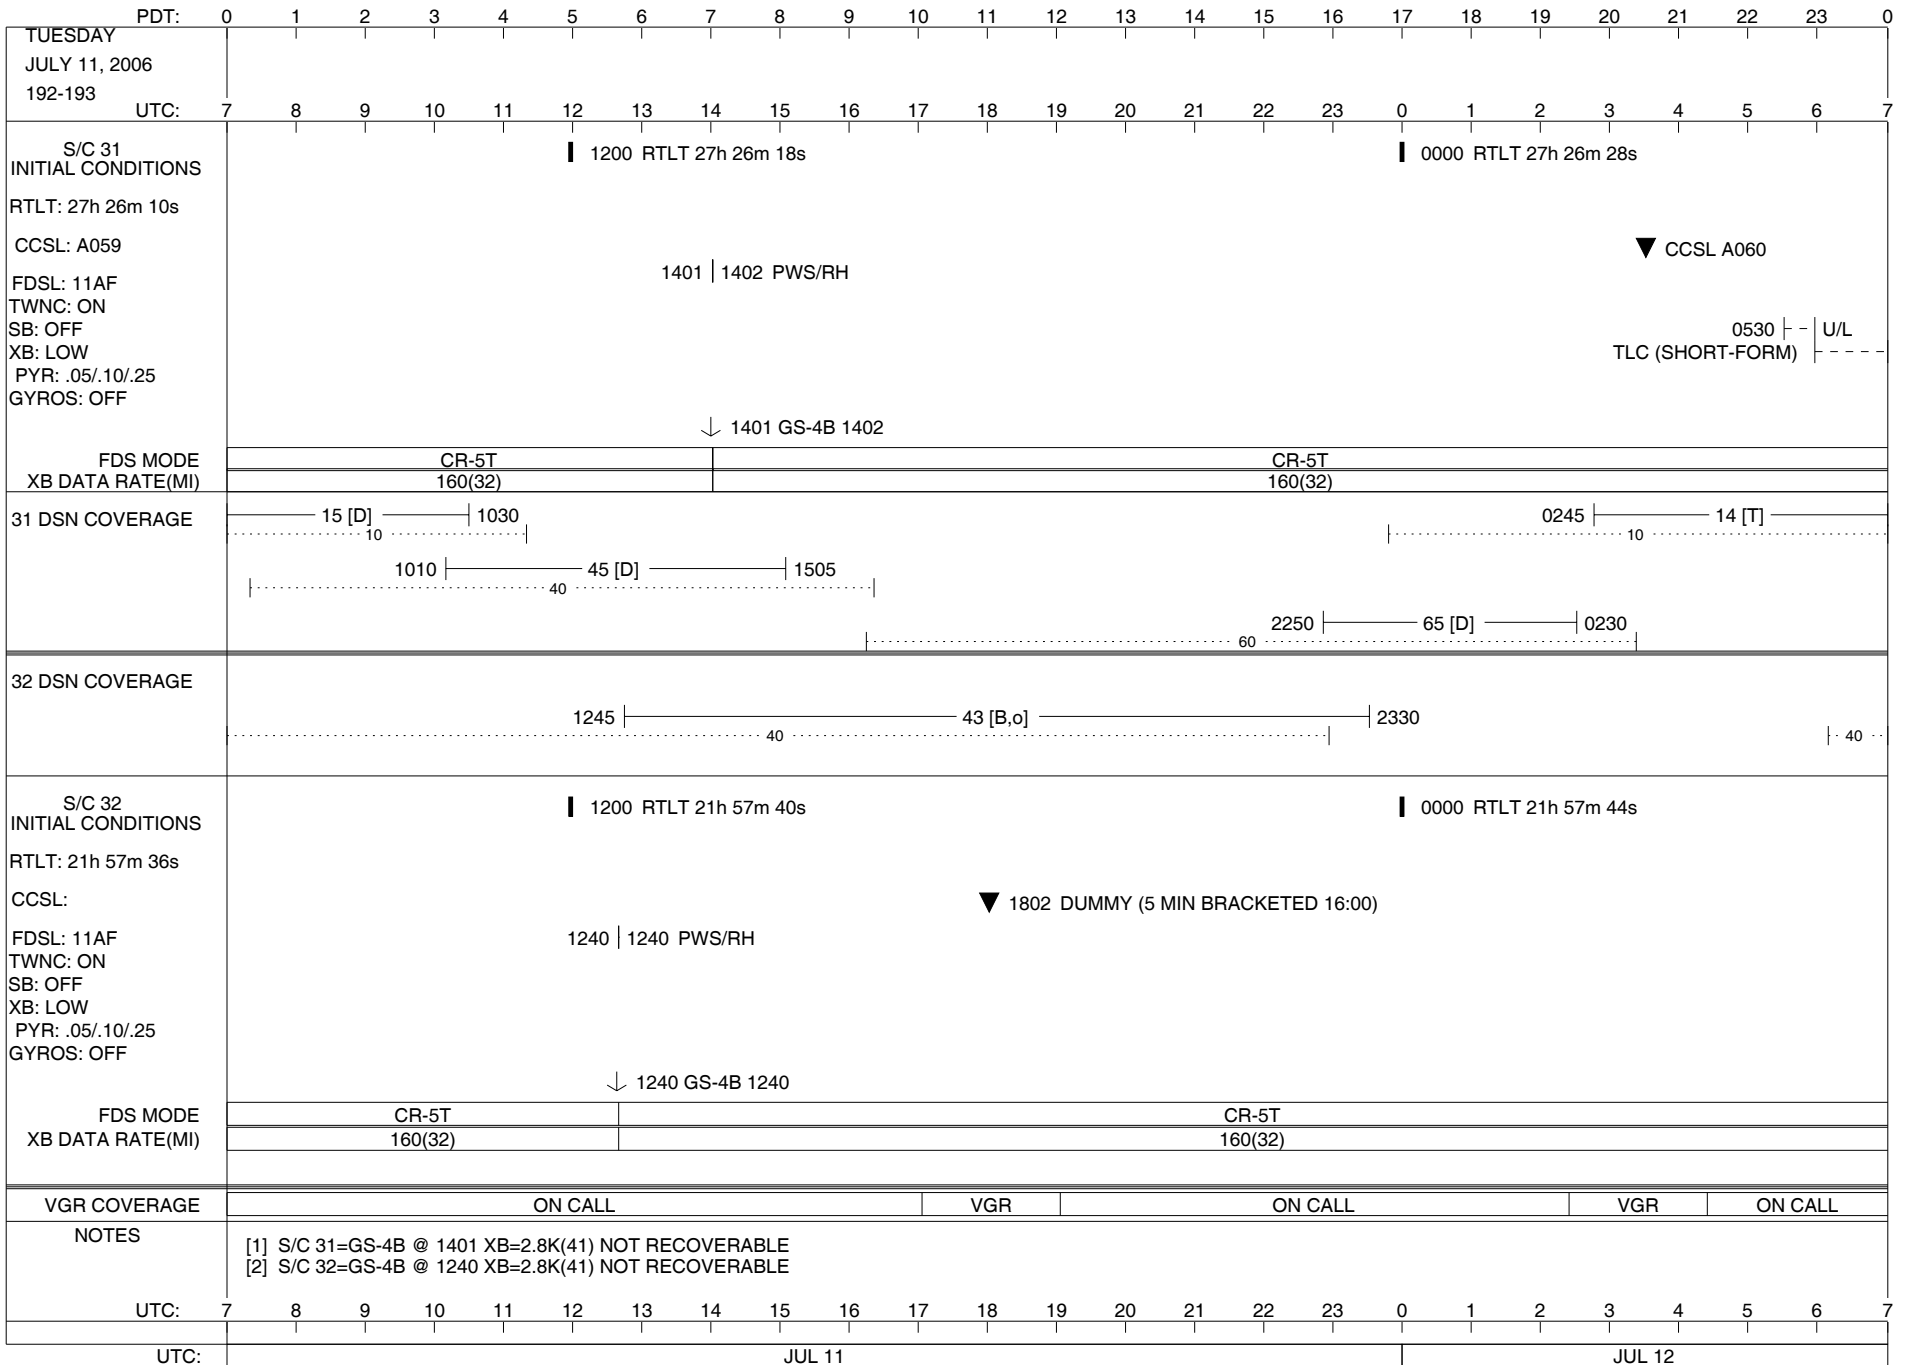 PDT: 0 1 2 3 4 5 6 7 8 9 10 11 12 13 14 15 16 17 18 19 20 21 22 23 0
TUESDAY
JULY 11, 2006
192-193
UTC: 7 8 9 10 11 12 13 14 15 16 17 18 19 20 21 22 23 0 1 2 3 4 5 6 7
S/C 31
INITIAL CONDITIONS
1200 RTLT 27h 26m 18s
0000 RTLT 27h 26m 28s
RTLT: 27h 26m 10s
CCSL: A059
CCSL A060
1401 1402 PWS/RH
FDSL: 11AF
TWNC: ON
SB: OFF
0530 U/L
XB: LOW
TLC (SHORT-FORM)
PYR: .05/.10/.25
GYROS: OFF
1401 GS-4B 1402
FDS MODE CR-5T CR-5T
XB DATA RATE(MI) 160(32) 160(32)
31 DSN COVERAGE
15 [D] 1030
0245 14 [T]
10 10
1010 45 [D] 1505
40
2250 65 [D] 0230
60
32 DSN COVERAGE
1245 43 [B,o] 2330
40 40
S/C 32
INITIAL CONDITIONS
1200 RTLT 21h 57m 40s
0000 RTLT 21h 57m 44s
RTLT: 21h 57m 36s
CCSL:
1802 DUMMY (5 MIN BRACKETED 16:00)
FDSL: 11AF
1240 1240 PWS/RH
TWNC: ON
SB: OFF
XB: LOW
PYR: .05/.10/.25
GYROS: OFF
1240 GS-4B 1240
FDS MODE CR-5T CR-5T
XB DATA RATE(MI) 160(32) 160(32)
VGR COVERAGE ON CALL VGR ON CALL VGR ON CALL
NOTES
[1] S/C 31=GS-4B @ 1401 XB=2.8K(41) NOT RECOVERABLE
[2] S/C 32=GS-4B @ 1240 XB=2.8K(41) NOT RECOVERABLE
UTC: 7 8 9 10 11 12 13 14 15 16 17 18 19 20 21 22 23 0 1 2 3 4 5 6 7
UTC: JUL 11 JUL 12